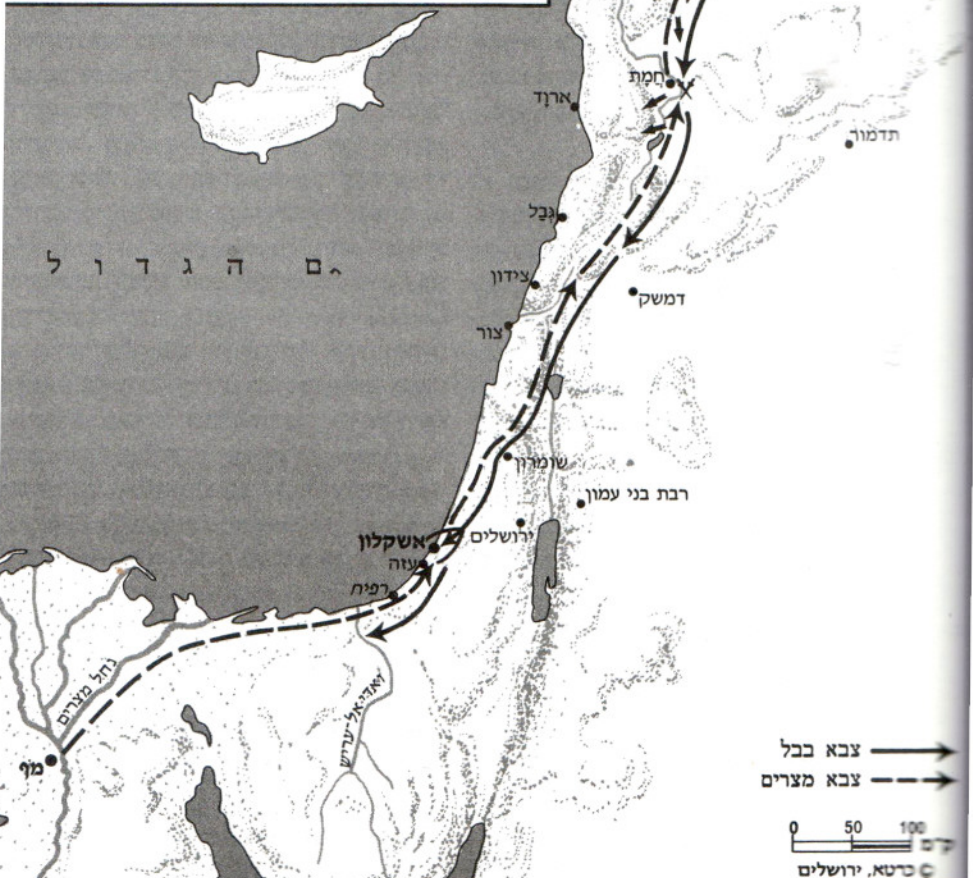 חמת
ארוד
תדמור
גבל
הים הגדול
צידון
דמשק
צור
שומרון
רבת בני עמון
ירושלים
אשקלון
עזה
רפיח
נחל מצרים
ואדי אל-עריש
מף
צבא בבל
צבא מצרים
0 50 100
ק״מ
© כרטא, ירושלים